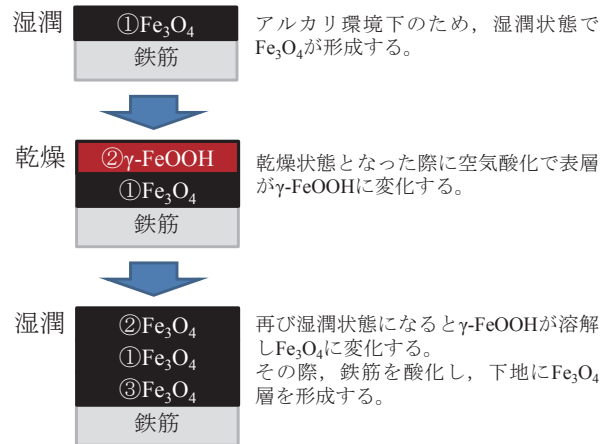 湿潤
①Fe₃O₄
鉄筋
アルカリ環境下のため，湿潤状態で
Fe₃O₄が形成する。
乾燥
②γ-FeOOH
①Fe₃O₄
鉄筋
乾燥状態となった際に空気酸化で表層
がγ-FeOOHに変化する。
湿潤
②Fe₃O₄
①Fe₃O₄
③Fe₃O₄
鉄筋
再び湿潤状態になるとγ-FeOOHが溶解
しFe₃O₄に変化する。
その際，鉄筋を酸化し，下地にFe₃O₄
層を形成する。